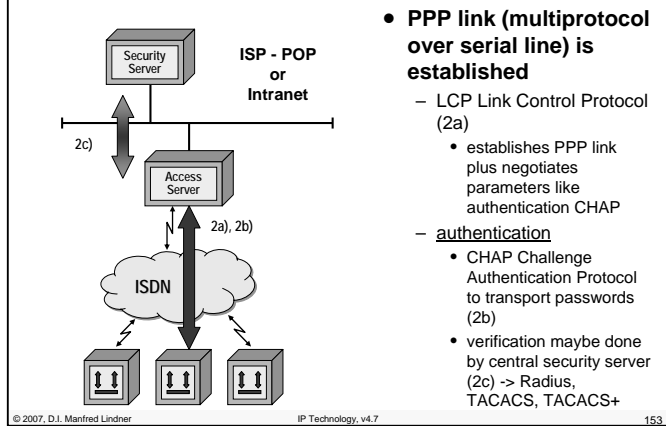 Security
Server
ISP - POP
or
Intranet
2c)
Access
Server
2a), 2b)
ISDN
• PPP link (multiprotocol
over serial line) is
established
– LCP Link Control Protocol
(2a)
• establishes PPP link
plus negotiates
parameters like
authentication CHAP
– authentication
• CHAP Challenge
Authentication Protocol
to transport passwords
(2b)
• verification maybe done
by central security server
(2c) -> Radius,
TACACS, TACACS+
© 2007, D.I. Manfred Lindner
IP Technology, v4.7
153